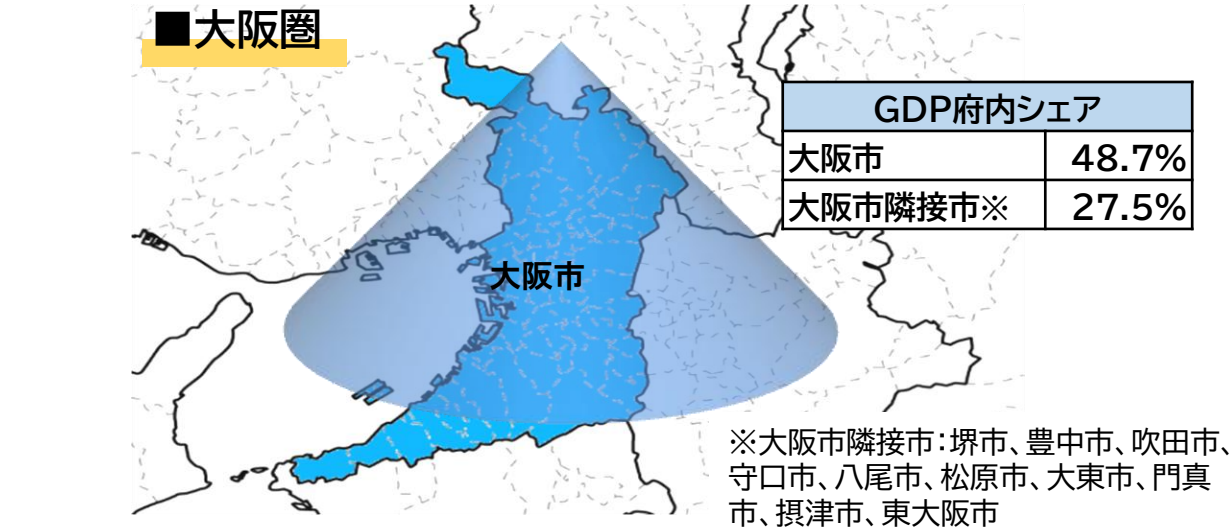 ■大阪圏
GDP府内シェア
大阪市 48.7%
大阪市隣接市※ 27.5%
大阪市
※大阪市隣接市：堺市、豊中市、吹田市、
守口市、八尾市、松原市、大東市、門真
市、摂津市、東大阪市